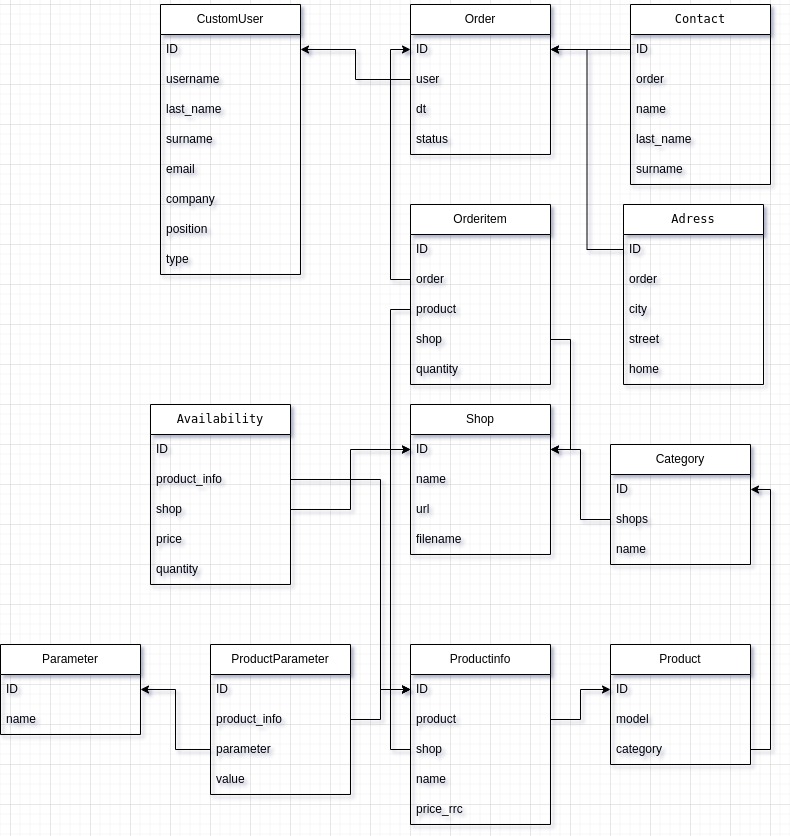 CustomUser
ID
username
last_name
surname
email
company
position
type
Order
ID
user
dt
status
Contact
ID
order
name
last_name
surname
Orderitem
ID
order
product
shop
quantity
Adress
ID
order
city
street
home
Availability
ID
product_info
shop
price
quantity
Shop
ID
name
url
filename
Category
ID
shops
name
Parameter
ID
name
ProductParameter
ID
product_info
parameter
value
Productinfo
ID
product
shop
name
price_rrc
Product
ID
model
category